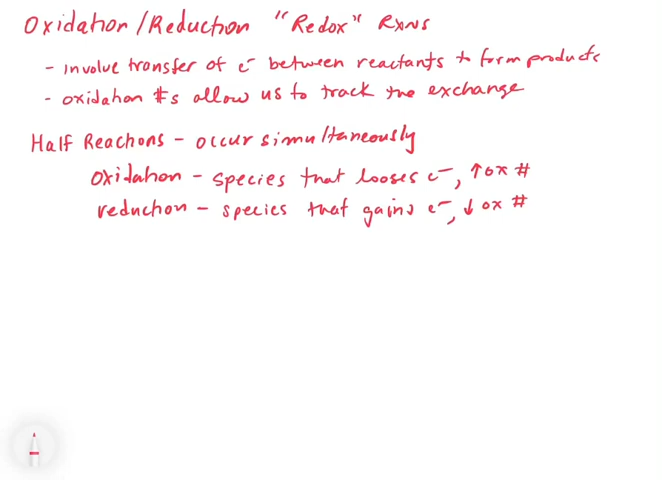 Oxidation/Reduction "Redox" Rxns
- involve transfer of e⁻ between reactants to form products
- oxidation #s allow us to track the exchange
Half Reactions - occur simultaneously
oxidation - species that looses e⁻, ↑ ox #
reduction - species that gains e⁻, ↓ ox #